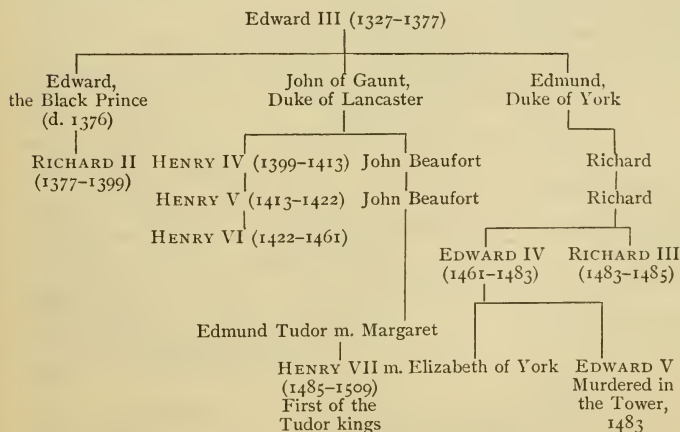 Edward III (1327–1377)
Edward, John of Gaunt, Edmund,
the Black Prince Duke of Lancaster Duke of York
(d. 1376)
RICHARD II HENRY IV (1399–1413) John Beaufort Richard
(1377–1399)
HENRY V (1413–1422) John Beaufort Richard
HENRY VI (1422–1461)
EDWARD IV RICHARD III
(1461–1483) (1483–1485)
Edmund Tudor m. Margaret
HENRY VII m. Elizabeth of York EDWARD V
(1485–1509) Murdered in
First of the the Tower,
Tudor kings 1483